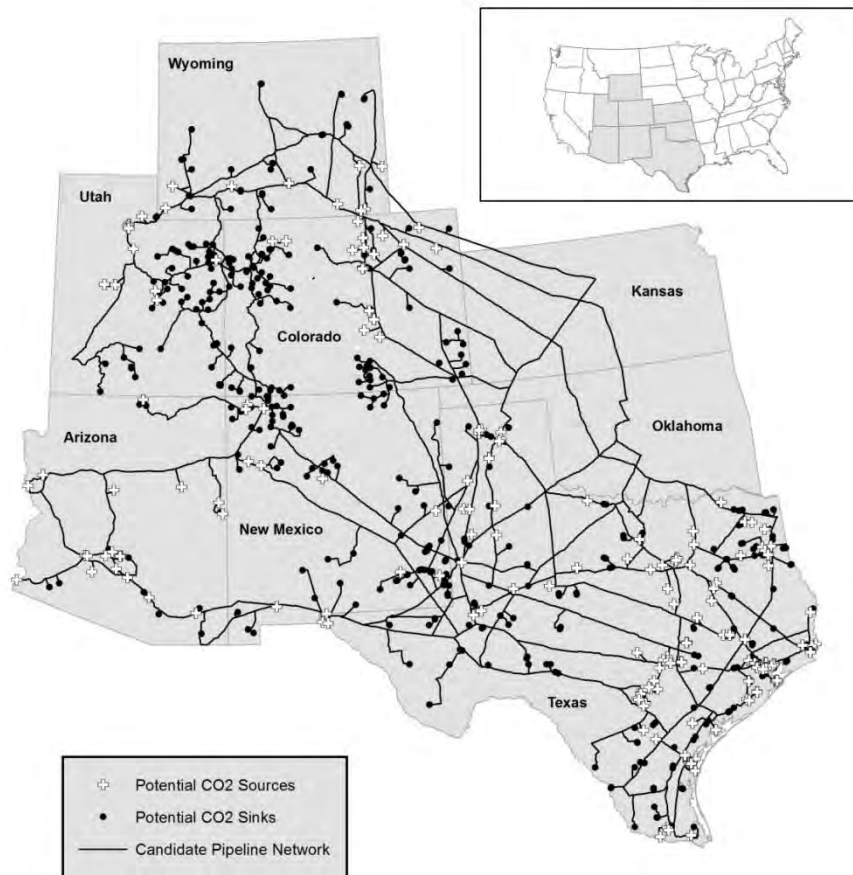 Wyoming
Utah
Kansas
Colorado
Oklahoma
Arizona
New Mexico
Texas
Potential CO2 Sources
Potential CO2 Sinks
Candidate Pipeline Network